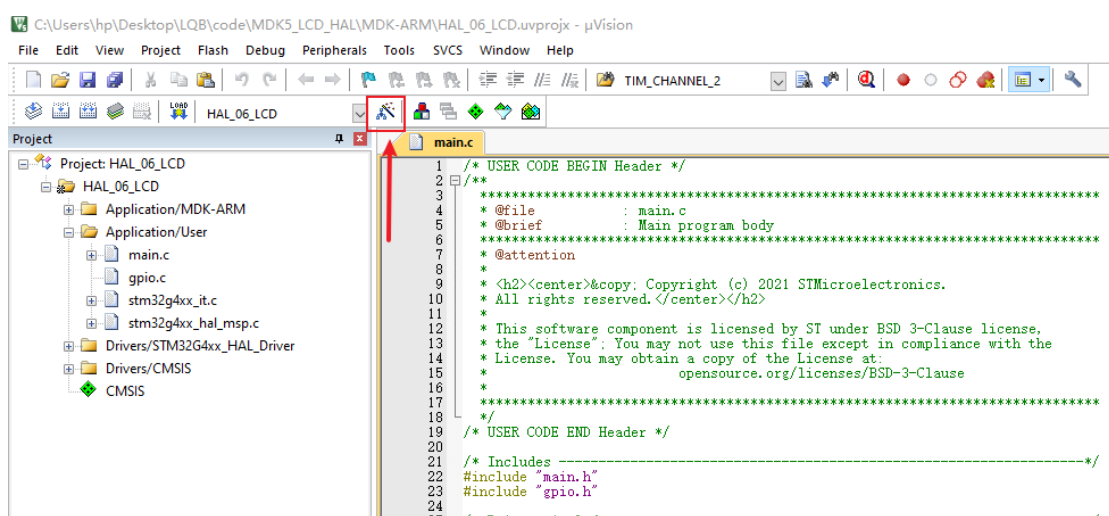 C:\Users\hp\Desktop\LQB\code\MDK5_LCD_HAL\MDK-ARM\HAL_06_LCD.uvprojx - µVision
File Edit View Project Flash Debug Peripherals Tools SVCS Window Help
TIM_CHANNEL_2
LOAD HAL_06_LCD
Project
main.c
Project: HAL_06_LCD
HAL_06_LCD
Application/MDK-ARM
Application/User
main.c
gpio.c
stm32g4xx_it.c
stm32g4xx_hal_msp.c
Drivers/STM32G4xx_HAL_Driver
Drivers/CMSIS
CMSIS
1 /* USER CODE BEGIN Header */
2 /**
3 ******************************************************************************
4 * @file : main.c
5 * @brief : Main program body
6 ******************************************************************************
7 * @attention
8 *
9 * <h2><center>&copy; Copyright (c) 2021 STMicroelectronics.
10 * All rights reserved.</center></h2>
11 *
12 * This software component is licensed by ST under BSD 3-Clause license,
13 * the "License"; You may not use this file except in compliance with the
14 * License. You may obtain a copy of the License at:
15 * opensource.org/licenses/BSD-3-Clause
16 *
17 ******************************************************************************
18 */
19 /* USER CODE END Header */
20
21 /* Includes ------------------------------------------------------------------*/
22 #include "main.h"
23 #include "gpio.h"
24